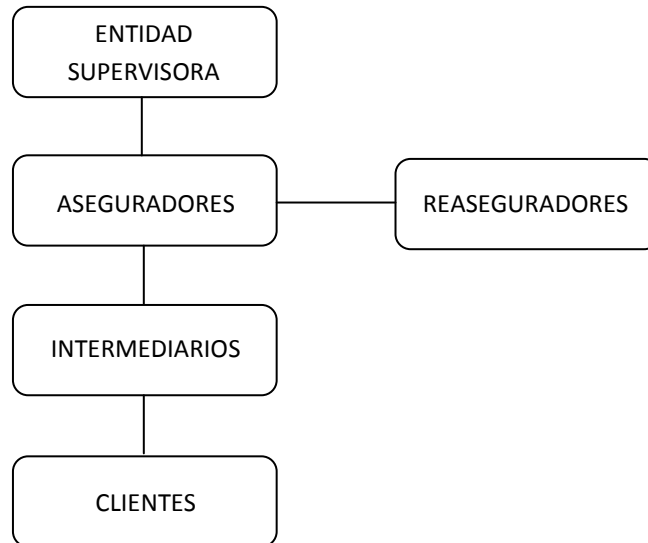 ENTIDAD
SUPERVISORA
ASEGURADORES
REASEGURADORES
INTERMEDIARIOS
CLIENTES